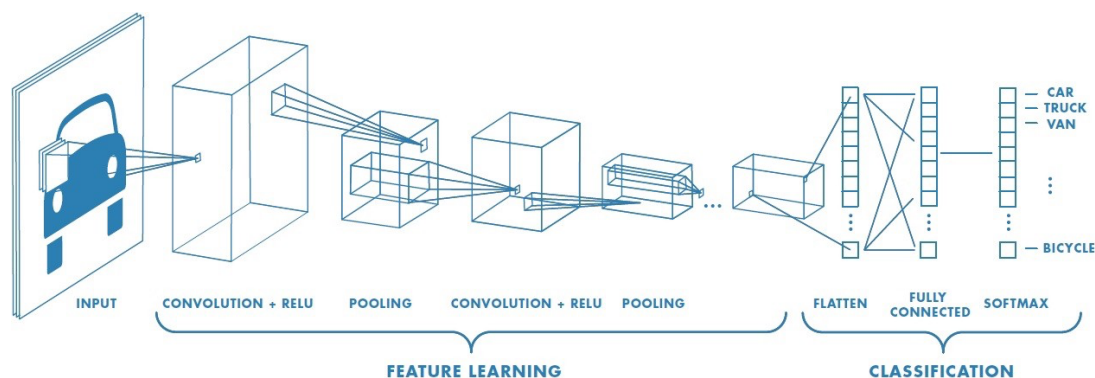 CAR
TRUCK
VAN
BICYCLE
INPUT
CONVOLUTION + RELU
POOLING
CONVOLUTION + RELU
POOLING
FLATTEN
FULLY
CONNECTED
SOFTMAX
FEATURE LEARNING
CLASSIFICATION